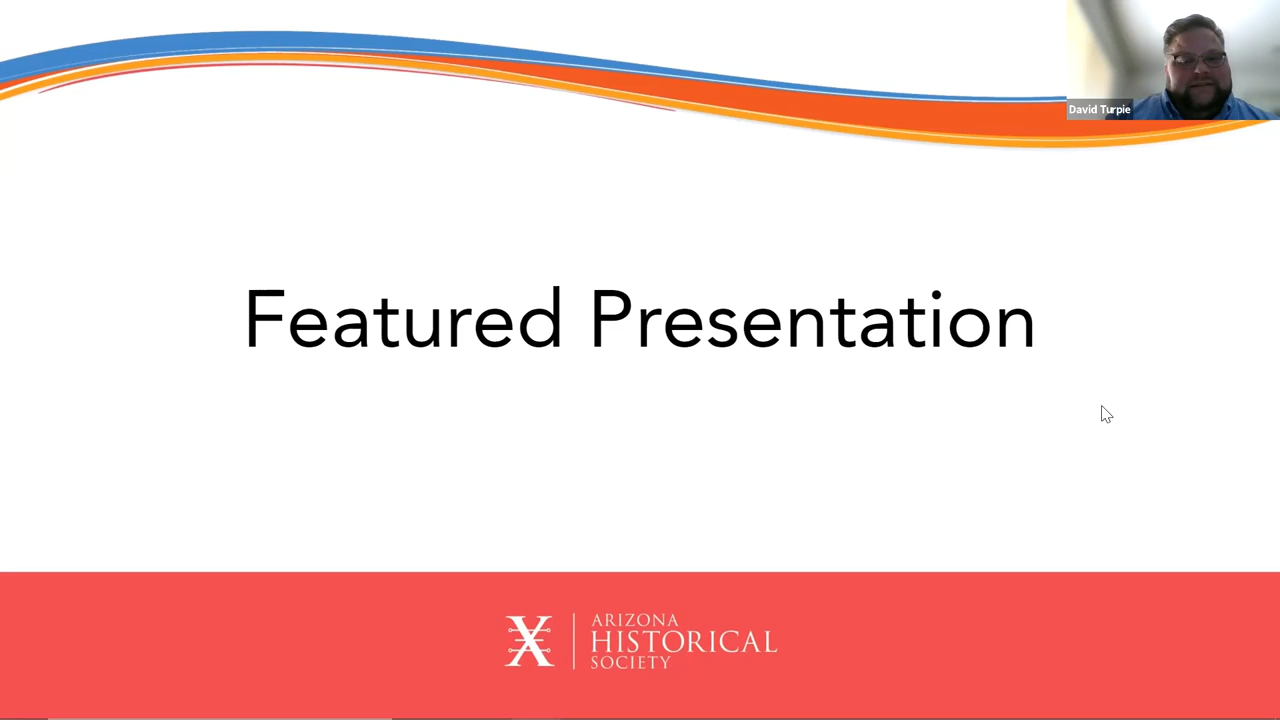 David Turpie
Featured Presentation
ARIZONA
HISTORICAL
SOCIETY